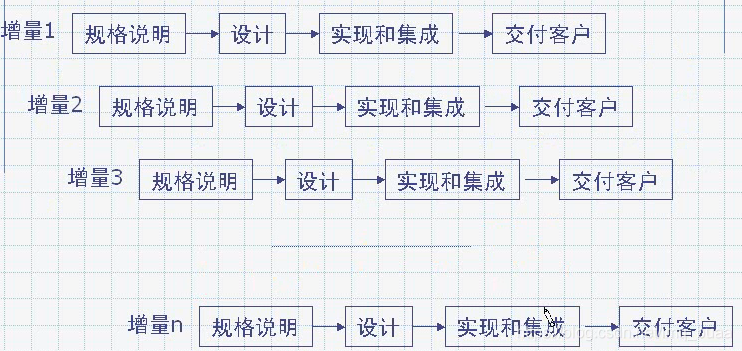 增量1 规格说明 设计 实现和集成 交付客户
增量2 规格说明 设计 实现和集成 交付客户
增量3 规格说明 设计 实现和集成 交付客户
增量n 规格说明 设计 实现和集成 交付客户